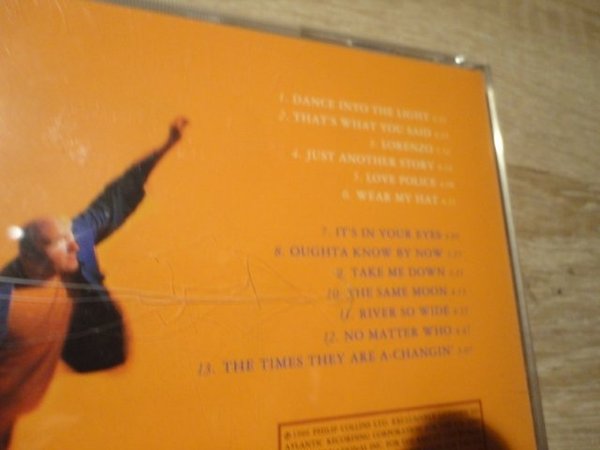 1. DANCE INTO THE LIGHT
2. THAT'S WHAT YOU SAID
3. LORENZO
4. JUST ANOTHER STORY
5. LOVE POLICE
6. WEAR MY HAT
7. IT'S IN YOUR EYES
8. OUGHTA KNOW BY NOW
9. TAKE ME DOWN
10. THE SAME MOON
11. RIVER SO WIDE
12. NO MATTER WHO
13. THE TIMES THEY ARE A-CHANGIN'
PHILIP COLLINS LTD.
ATLANTIC RECORDING CORPORATION
INC. FOR THE